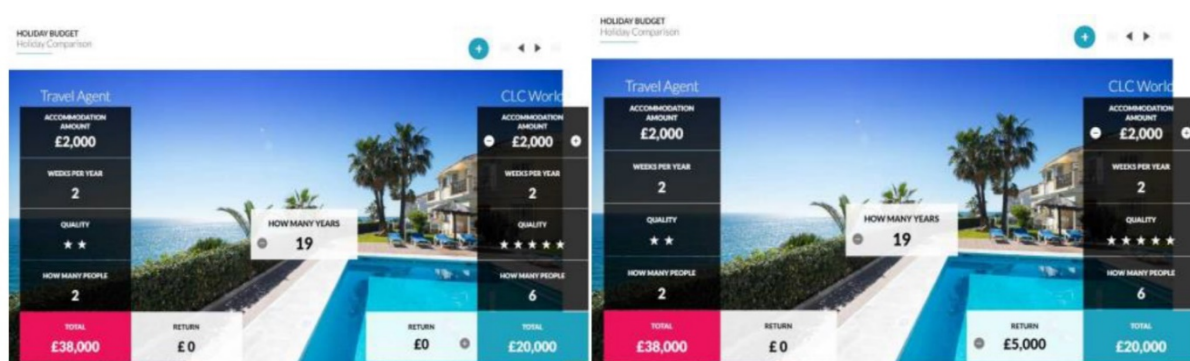 HOLIDAY BUDGET
Holiday Comparison
Travel Agent
ACCOMMODATION
AMOUNT
£2,000
WEEKS PER YEAR
2
QUALITY
HOW MANY PEOPLE
2
TOTAL
£38,000
RETURN
£0
HOW MANY YEARS
19
CLC World
ACCOMMODATION
AMOUNT
£2,000
WEEKS PER YEAR
2
QUALITY
HOW MANY PEOPLE
6
RETURN
£0
TOTAL
£20,000
HOLIDAY BUDGET
Holiday Comparison
Travel Agent
ACCOMMODATION
AMOUNT
£2,000
WEEKS PER YEAR
2
QUALITY
HOW MANY PEOPLE
2
TOTAL
£38,000
RETURN
£0
HOW MANY YEARS
19
CLC World
ACCOMMODATION
AMOUNT
£2,000
WEEKS PER YEAR
2
QUALITY
HOW MANY PEOPLE
6
RETURN
£5,000
TOTAL
£20,000